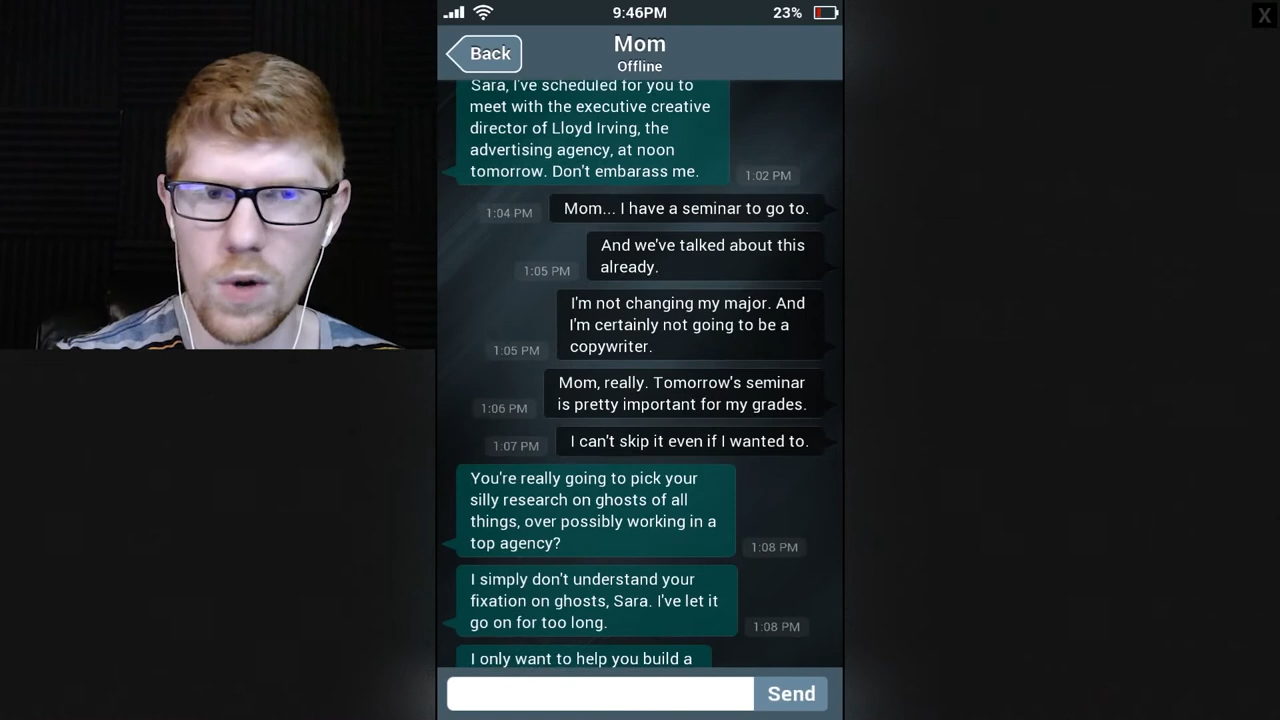 9:46PM
23%
X
Back
Mom
Offline
Sara, I've scheduled for you to
meet with the executive creative
director of Lloyd Irving, the
advertising agency, at noon
tomorrow. Don't embarass me.
1:02 PM
1:04 PM
Mom... I have a seminar to go to.
And we've talked about this
already.
1:05 PM
I'm not changing my major. And
I'm certainly not going to be a
copywriter.
1:05 PM
Mom, really. Tomorrow's seminar
is pretty important for my grades.
1:06 PM
I can't skip it even if I wanted to.
1:07 PM
You're really going to pick your
silly research on ghosts of all
things, over possibly working in a
top agency?
1:08 PM
I simply don't understand your
fixation on ghosts, Sara. I've let it
go on for too long.
1:08 PM
I only want to help you build a
Send